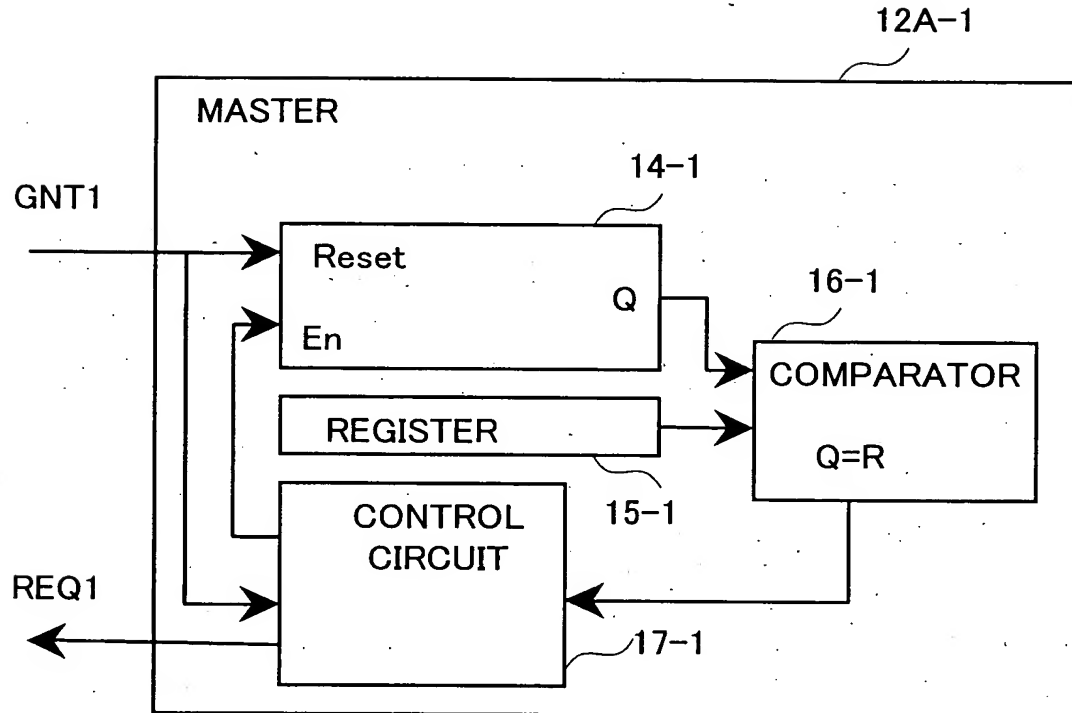 12A-1
MASTER
14-1
GNT1
Reset
Q
En
16-1
COMPARATOR
Q=R
REGISTER
15-1
CONTROL
CIRCUIT
REQ1
17-1